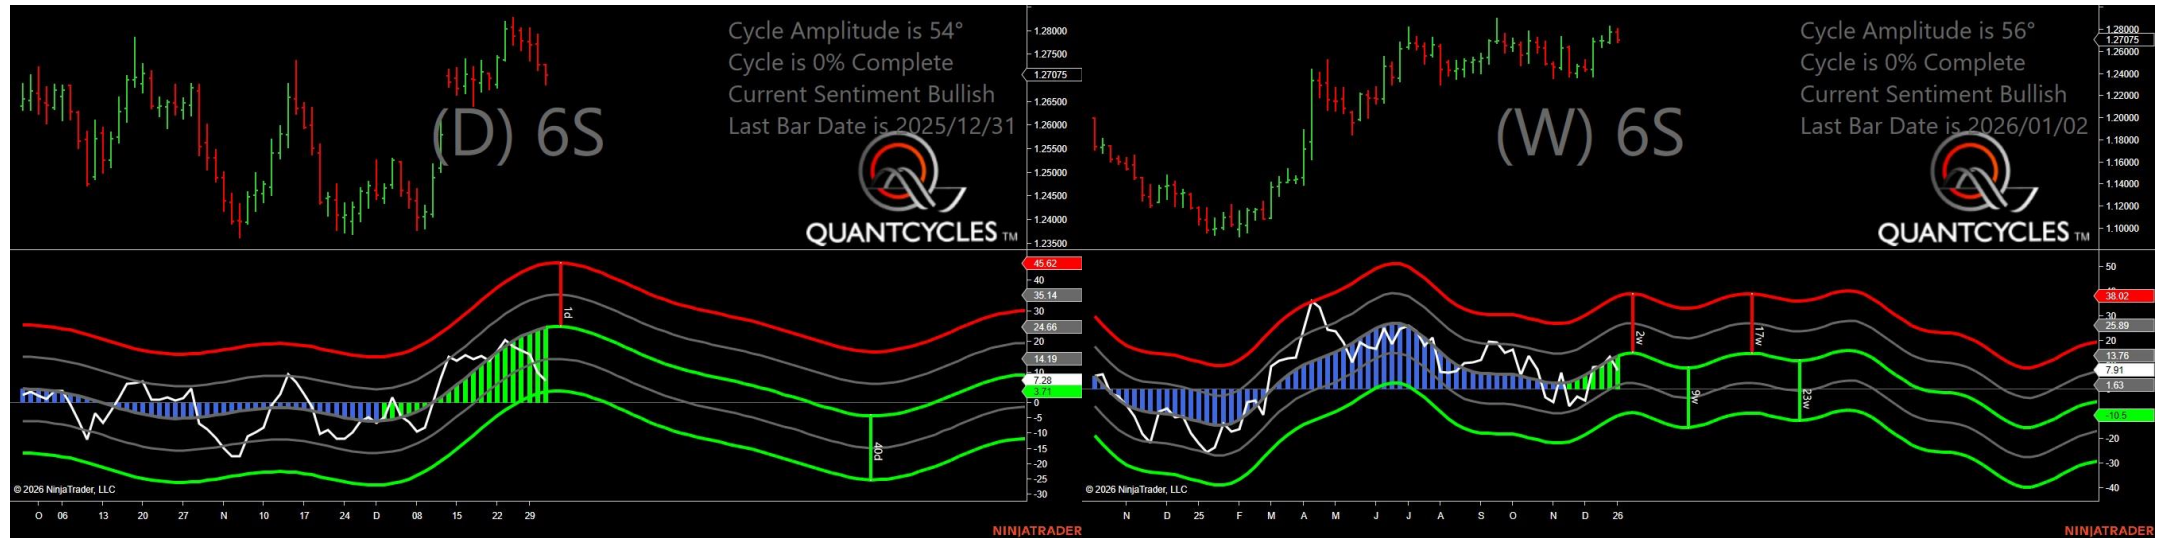 Cycle Amplitude is 54°
Cycle is 0% Complete
Current Sentiment Bullish
Last Bar Date is 2025/12/31
(D) 6S
QUANTCYCLES TM
1.28000
1.27500
1.27075
1.26500
1.26000
1.25500
1.25000
1.24500
1.24000
1.23500
45.62
40
35.14
30
24.66
20
14.19
10
7.28
3.71
0
-5
-10
-15
-20
-25
-30
1d
40d
© 2026 NinjaTrader, LLC
O 06 13 20 27 N 10 17 24 D 08 15 22 29
NINJATRADER
Cycle Amplitude is 56°
Cycle is 0% Complete
Current Sentiment Bullish
Last Bar Date is 2026/01/02
(W) 6S
QUANTCYCLES TM
1.28000
1.27075
1.26000
1.24000
1.22000
1.20000
1.18000
1.16000
1.14000
1.12000
1.10000
50
38.02
25.89
20
13.76
7.91
1.63
-10.5
-20
-30
-40
2w
9w
17w
23w
© 2026 NinjaTrader, LLC
N D 25 F M A M J J A S O N D 26
NINJATRADER